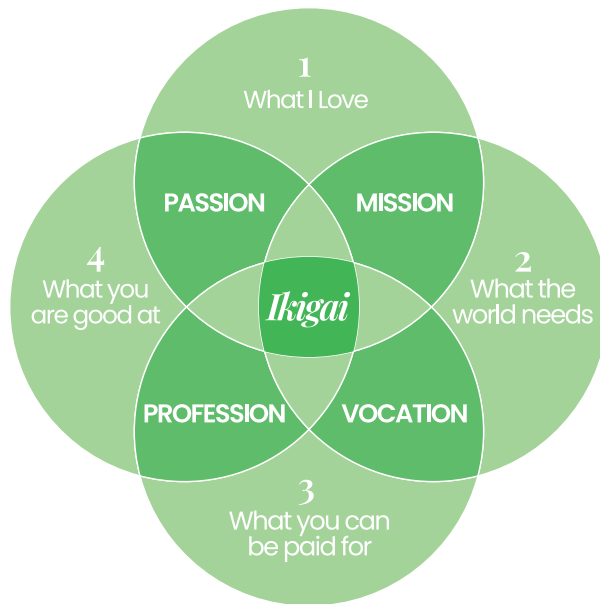 1
What I Love
PASSION
MISSION
4
What you
are good at
Ikigai
2
What the
world needs
PROFESSION
VOCATION
3
What you can
be paid for